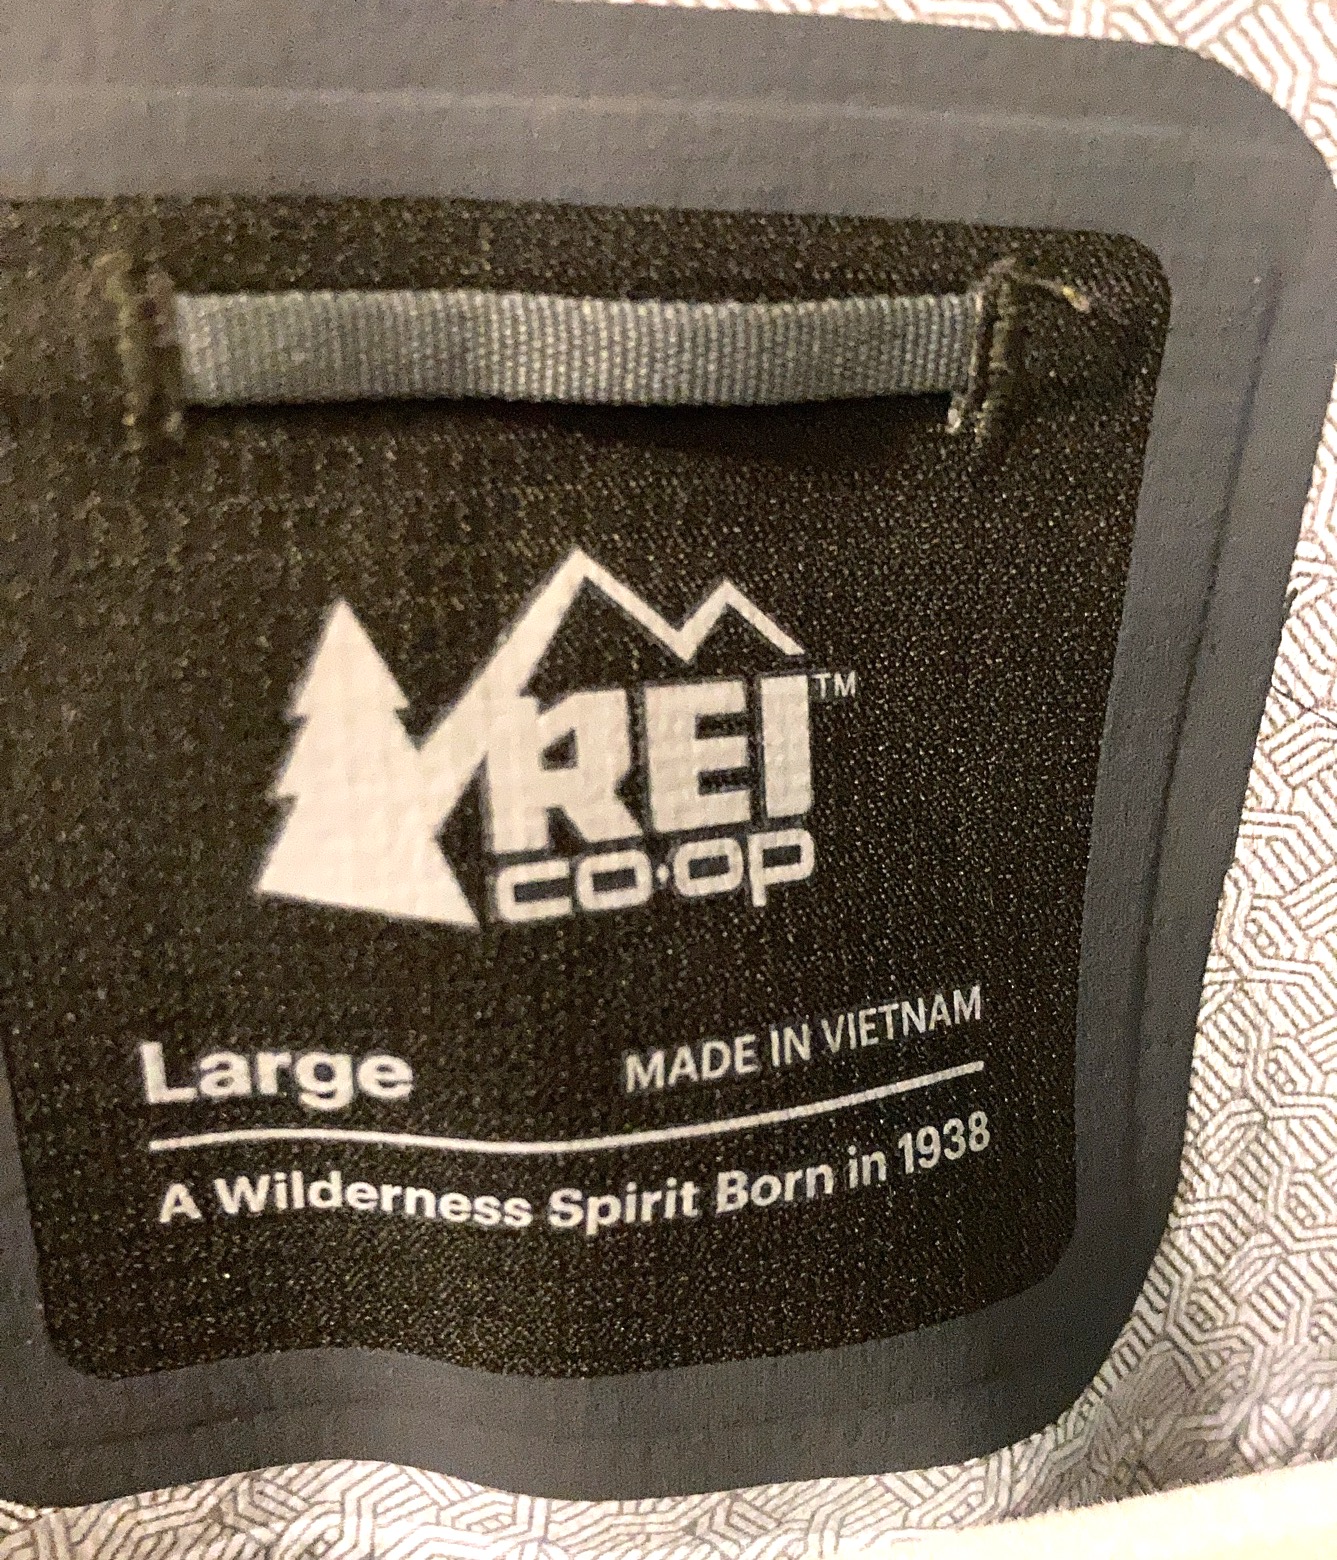 REI™
CO·OP
Large
MADE IN VIETNAM
A Wilderness Spirit Born in 1938